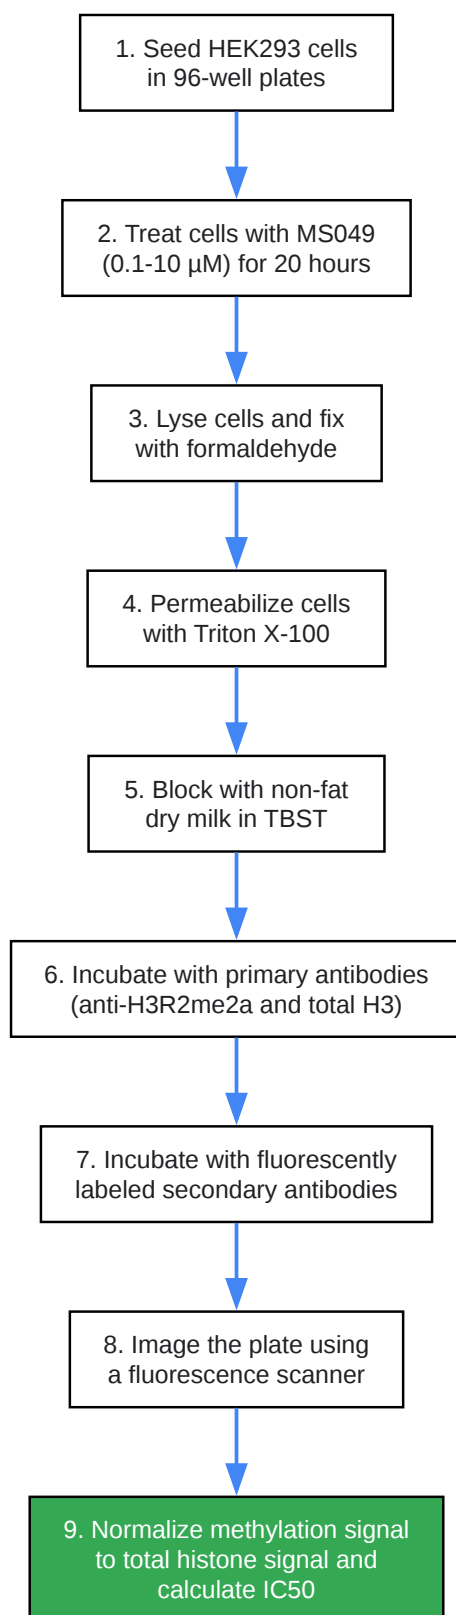 1. Seed HEK293 cells
in 96-well plates
2. Treat cells with MS049
(0.1-10 µM) for 20 hours
3. Lyse cells and fix
with formaldehyde
4. Permeabilize cells
with Triton X-100
5. Block with non-fat
dry milk in TBST
6. Incubate with primary antibodies
(anti-H3R2me2a and total H3)
7. Incubate with fluorescently
labeled secondary antibodies
8. Image the plate using
a fluorescence scanner
9. Normalize methylation signal
to total histone signal and
calculate IC50